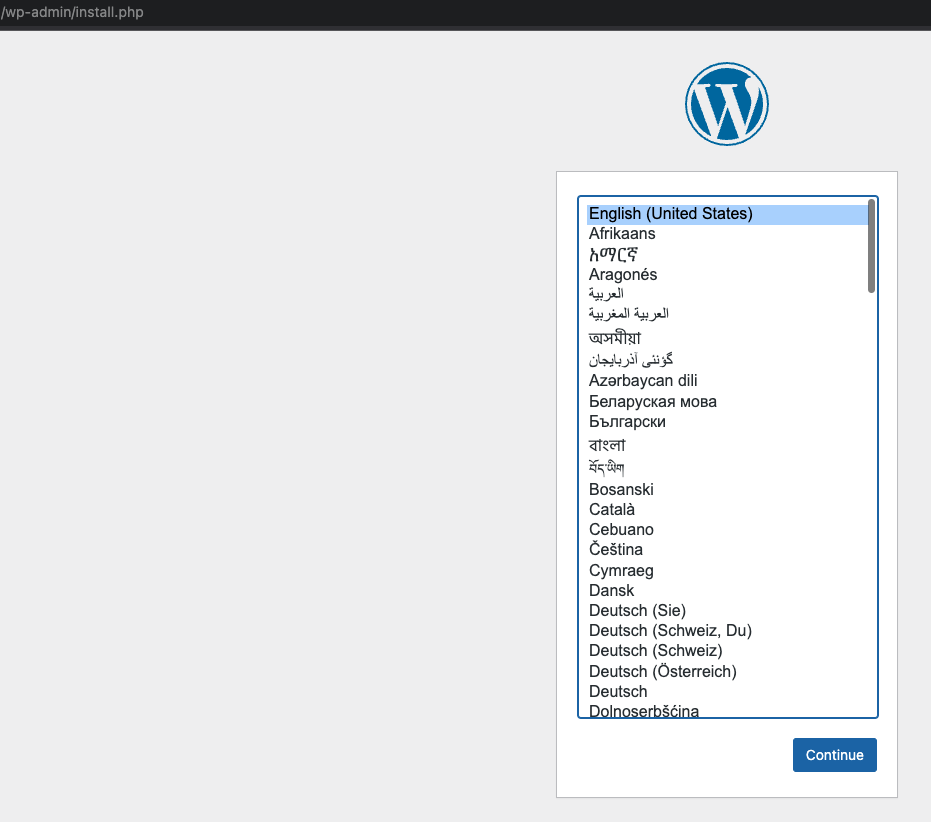 /wp-admin/install.php
English (United States)
Afrikaans
አማርኛ
Aragonés
العربية
العربية المغربية
অসমীয়া
گؤنئی آذربایجان
Azərbaycan dili
Беларуская мова
Български
বাংলা
བོད་ཡིག
Bosanski
Català
Cebuano
Čeština
Cymraeg
Dansk
Deutsch (Sie)
Deutsch (Schweiz, Du)
Deutsch (Schweiz)
Deutsch (Österreich)
Deutsch
Dolnoserbšćina
Continue